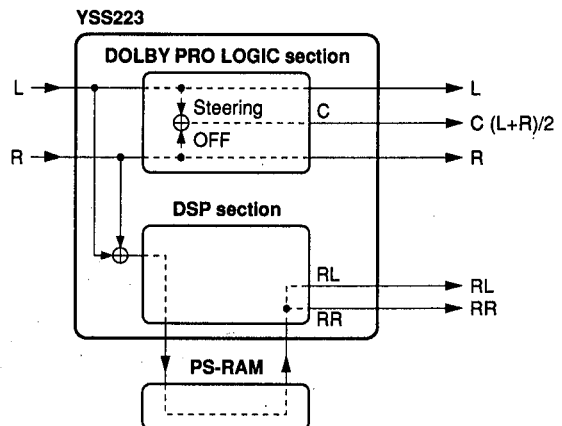 YSS223
DOLBY PRO LOGIC section
L
L
Steering
C
C (L+R)/2
OFF
R
R
DSP section
RL
RL
RR
RR
PS-RAM